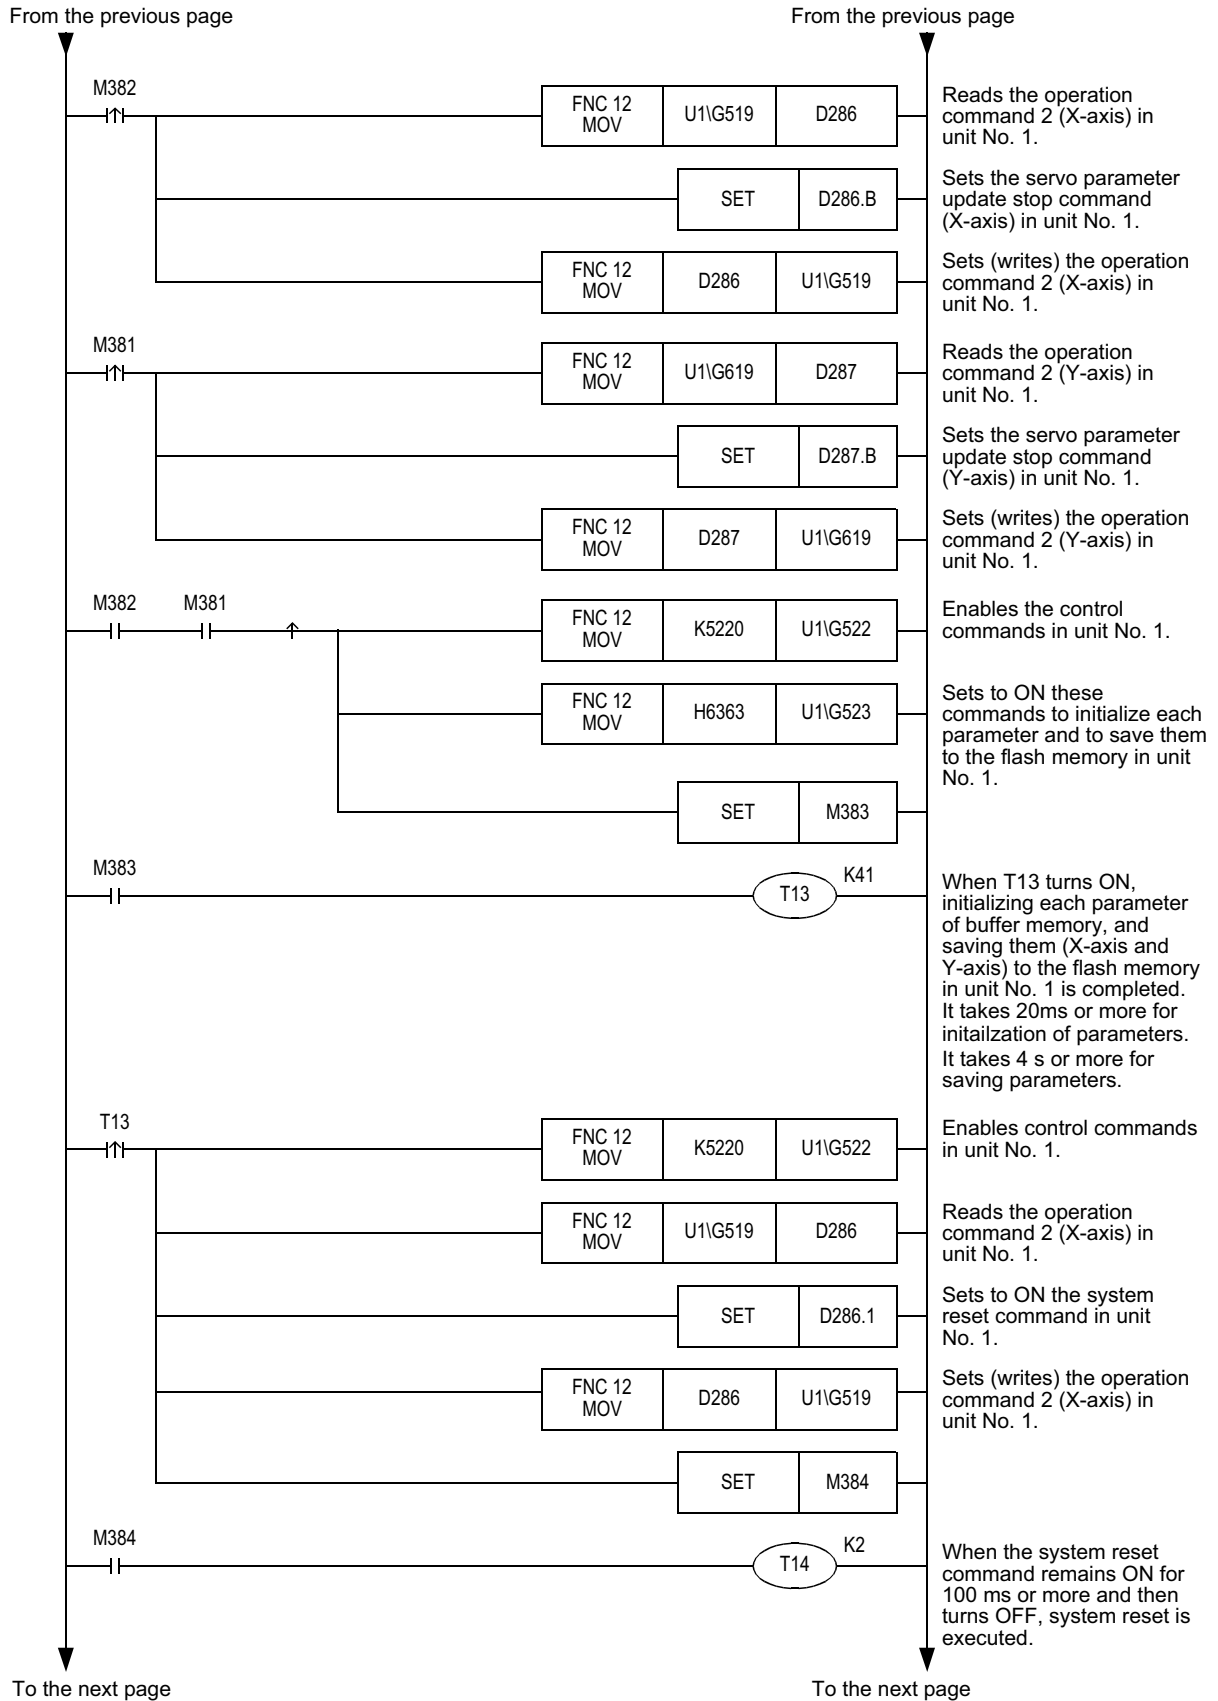 From the previous page
From the previous page
M382
FNC 12
MOV
U1\G519
D286
Reads the operation
command 2 (X-axis) in
unit No. 1.
SET
D286.B
Sets the servo parameter
update stop command
(X-axis) in unit No. 1.
FNC 12
MOV
D286
U1\G519
Sets (writes) the operation
command 2 (X-axis) in
unit No. 1.
M381
FNC 12
MOV
U1\G619
D287
Reads the operation
command 2 (Y-axis) in
unit No. 1.
SET
D287.B
Sets the servo parameter
update stop command
(Y-axis) in unit No. 1.
FNC 12
MOV
D287
U1\G619
Sets (writes) the operation
command 2 (Y-axis) in
unit No. 1.
M382
M381
FNC 12
MOV
K5220
U1\G522
Enables the control
commands in unit No. 1.
FNC 12
MOV
H6363
U1\G523
Sets to ON these
commands to initialize each
parameter and to save them
to the flash memory in unit
No. 1.
SET
M383
M383
T13
K41
When T13 turns ON,
initializing each parameter
of buffer memory, and
saving them (X-axis and
Y-axis) to the flash memory
in unit No. 1 is completed.
It takes 20ms or more for
initailzation of parameters.
It takes 4 s or more for
saving parameters.
T13
FNC 12
MOV
K5220
U1\G522
Enables control commands
in unit No. 1.
FNC 12
MOV
U1\G519
D286
Reads the operation
command 2 (X-axis) in
unit No. 1.
SET
D286.1
Sets to ON the system
reset command in unit
No. 1.
FNC 12
MOV
D286
U1\G519
Sets (writes) the operation
command 2 (X-axis) in
unit No. 1.
SET
M384
M384
T14
K2
When the system reset
command remains ON for
100 ms or more and then
turns OFF, system reset is
executed.
To the next page
To the next page